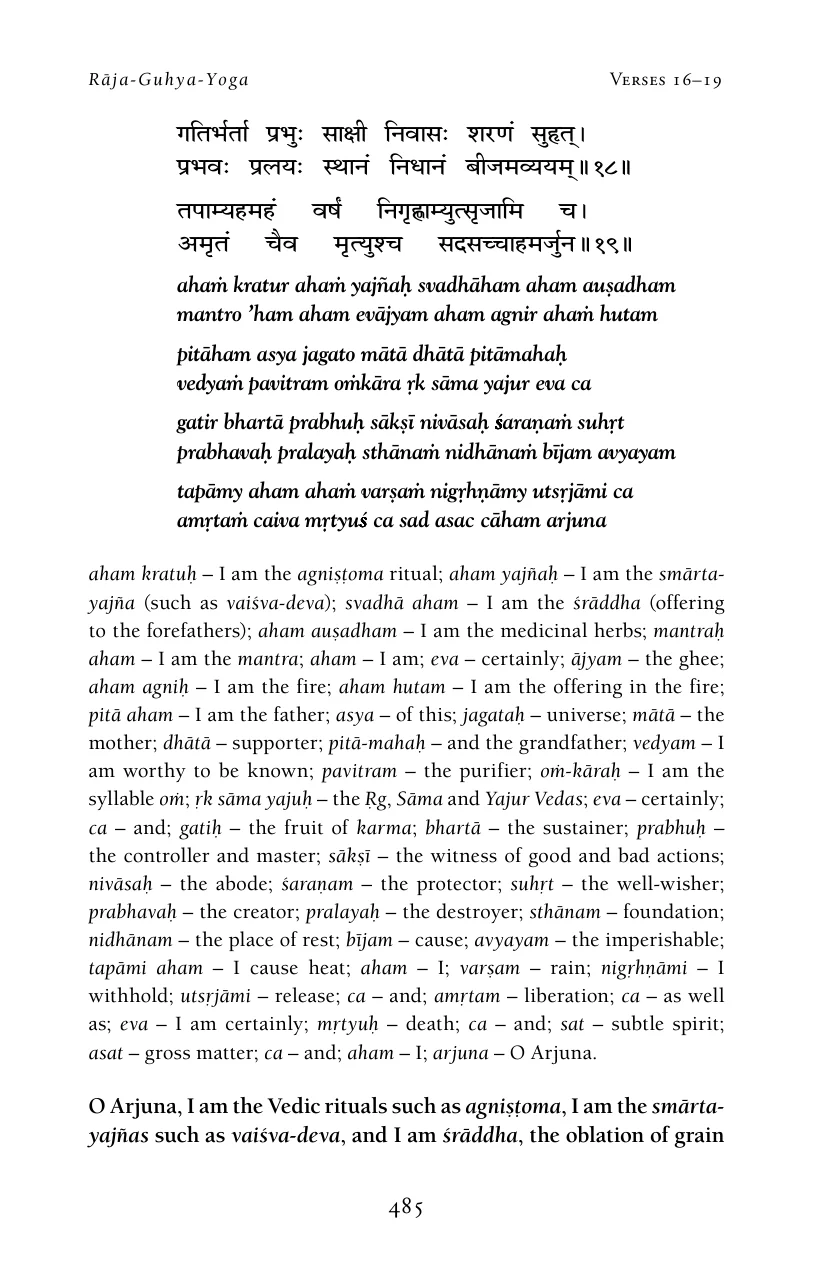 Rāja-Guhya-Yoga Verses 16–19
गतिर्भर्ता प्रभुः साक्षी निवासः शरणं सुहृत्।
प्रभवः प्रलयः स्थानं निधानं बीजमव्ययम्॥१८॥
तपाम्यहमहं वर्षं निगृह्णाम्युत्सृजामि च।
अमृतं चैव मृत्युश्च सदसच्चाहमर्जुन॥१९॥
ahaṁ kratur ahaṁ yajñaḥ svadhāham aham auṣadham
mantro ’ham aham evājyam aham agnir ahaṁ hutam
pitāham asya jagato mātā dhātā pitāmahaḥ
vedyaṁ pavitram oṁkāra ṛk sāma yajur eva ca
gatir bhartā prabhuḥ sākṣī nivāsaḥ śaraṇaṁ suhṛt
prabhavaḥ pralayaḥ sthānaṁ nidhānaṁ bījam avyayam
tapāmy aham ahaṁ varṣaṁ nigṛhṇāmy utsṛjāmi ca
amṛtaṁ caiva mṛtyuś ca sad asac cāham arjuna
aham kratuḥ – I am the agniṣṭoma ritual; aham yajñaḥ – I am the smārta-
yajña (such as vaiśva-deva); svadhā aham – I am the śrāddha (offering
to the forefathers); aham auṣadham – I am the medicinal herbs; mantraḥ
aham – I am the mantra; aham – I am; eva – certainly; ājyam – the ghee;
aham agniḥ – I am the fire; aham hutam – I am the offering in the fire;
pitā aham – I am the father; asya – of this; jagataḥ – universe; mātā – the
mother; dhātā – supporter; pitā-mahaḥ – and the grandfather; vedyam – I
am worthy to be known; pavitram – the purifier; oṁ-kāraḥ – I am the
syllable oṁ; ṛk sāma yajuḥ – the Ṛg, Sāma and Yajur Vedas; eva – certainly;
ca – and; gatiḥ – the fruit of karma; bhartā – the sustainer; prabhuḥ –
the controller and master; sākṣī – the witness of good and bad actions;
nivāsaḥ – the abode; śaraṇam – the protector; suhṛt – the well-wisher;
prabhavaḥ – the creator; pralayaḥ – the destroyer; sthānam – foundation;
nidhānam – the place of rest; bījam – cause; avyayam – the imperishable;
tapāmi aham – I cause heat; aham – I; varṣam – rain; nigṛhṇāmi – I
withhold; utsṛjāmi – release; ca – and; amṛtam – liberation; ca – as well
as; eva – I am certainly; mṛtyuḥ – death; ca – and; sat – subtle spirit;
asat – gross matter; ca – and; aham – I; arjuna – O Arjuna.
O Arjuna, I am the Vedic rituals such as agniṣṭoma, I am the smārta-
yajñas such as vaiśva-deva, and I am śrāddha, the oblation of grain
485